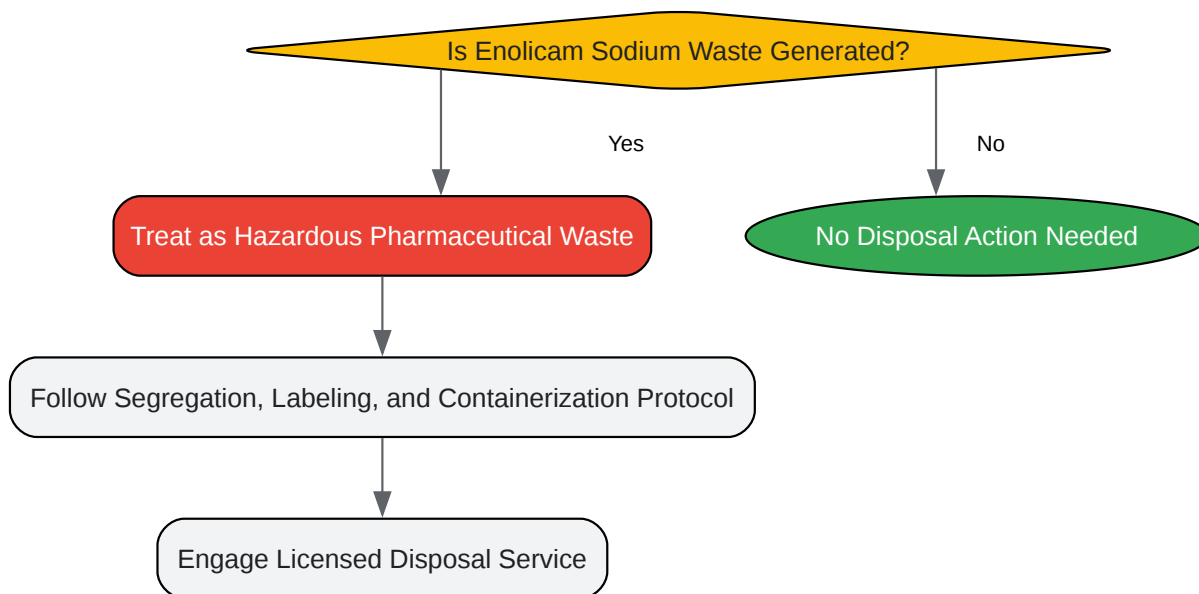 Is Enolicam Sodium Waste Generated?
Yes
No
Treat as Hazardous Pharmaceutical Waste
No Disposal Action Needed
Follow Segregation, Labeling, and Containerization Protocol
Engage Licensed Disposal Service